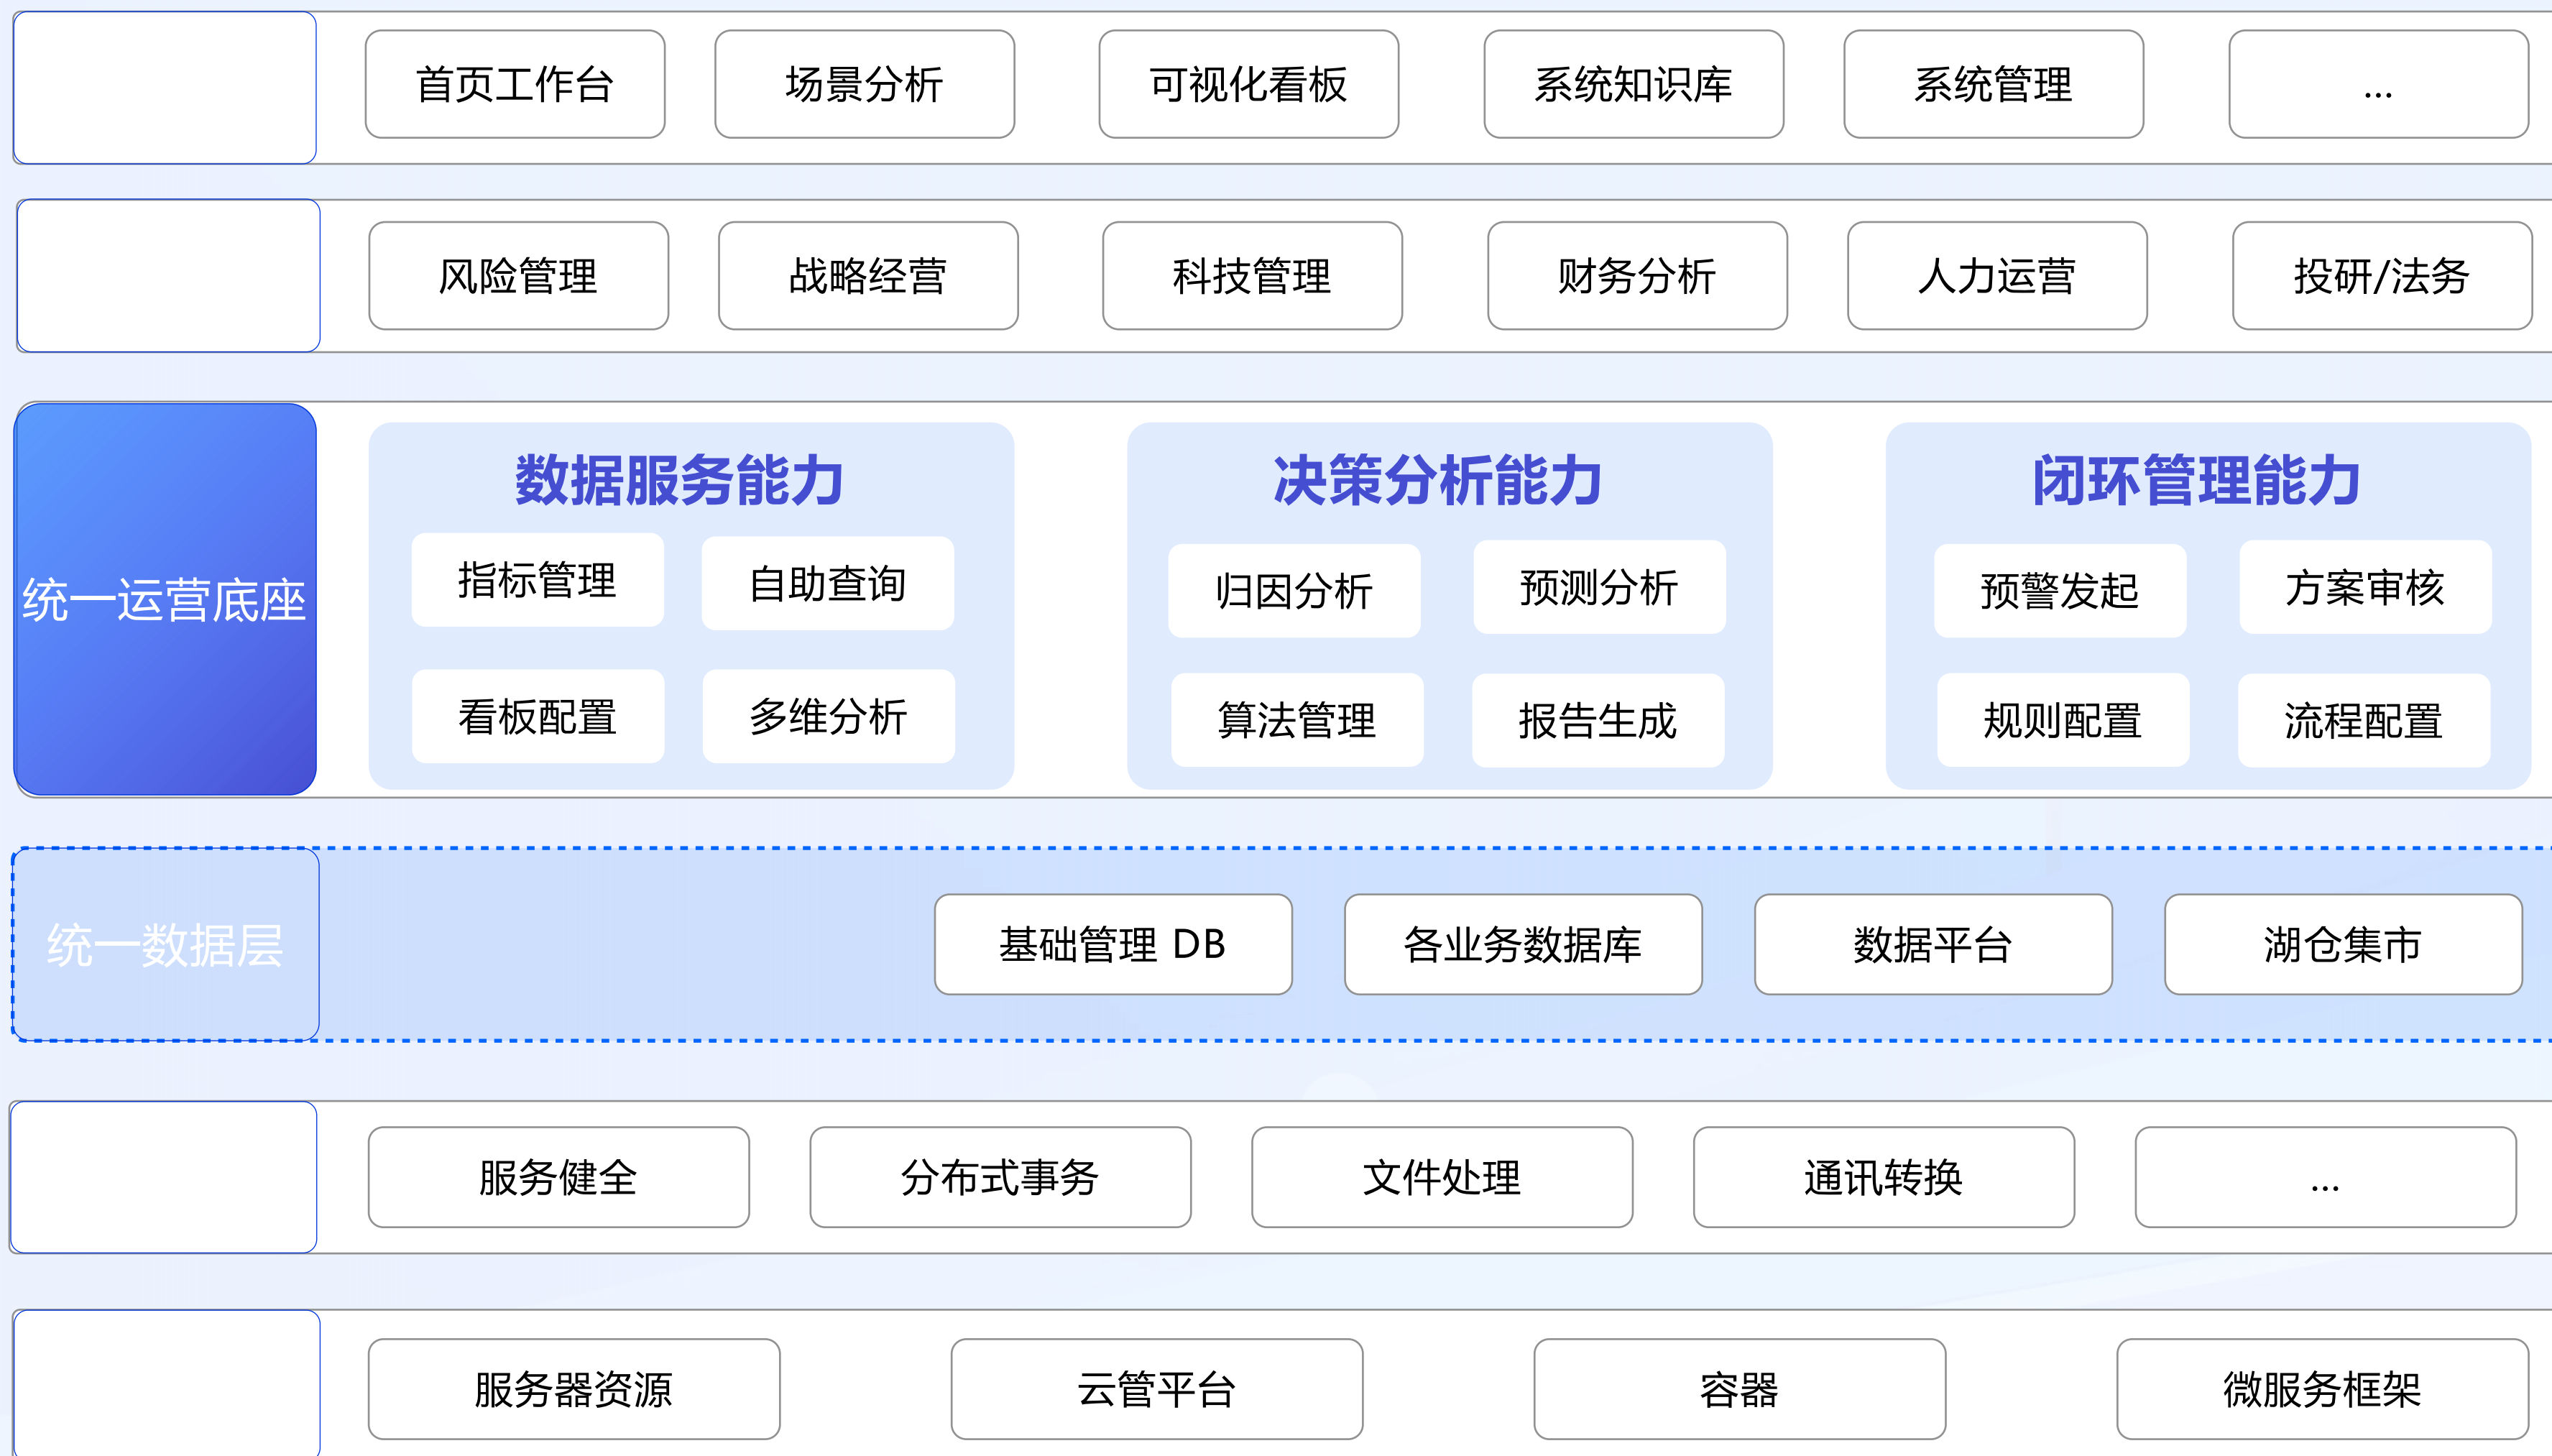 首页工作台
场景分析
可视化看板
系统知识库
系统管理
...
风险管理
战略经营
科技管理
财务分析
人力运营
投研/法务
统一运营底座
数据服务能力
指标管理
自助查询
看板配置
多维分析
决策分析能力
归因分析
预测分析
算法管理
报告生成
闭环管理能力
预警发起
方案审核
规则配置
流程配置
统一数据层
基础管理 DB
各业务数据库
数据平台
湖仓集市
服务健全
分布式事务
文件处理
通讯转换
...
服务器资源
云管平台
容器
微服务框架